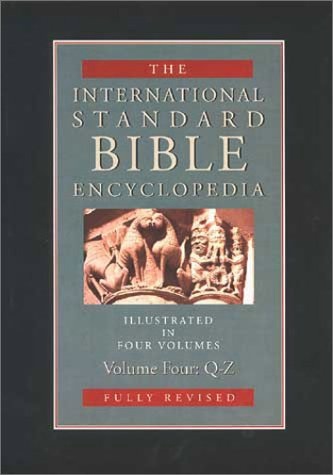 THE
INTERNATIONAL
STANDARD
BIBLE
ENCYCLOPEDIA
ILLUSTRATED
IN
FOUR VOLUMES
Volume Four: Q-Z
FULLY REVISED